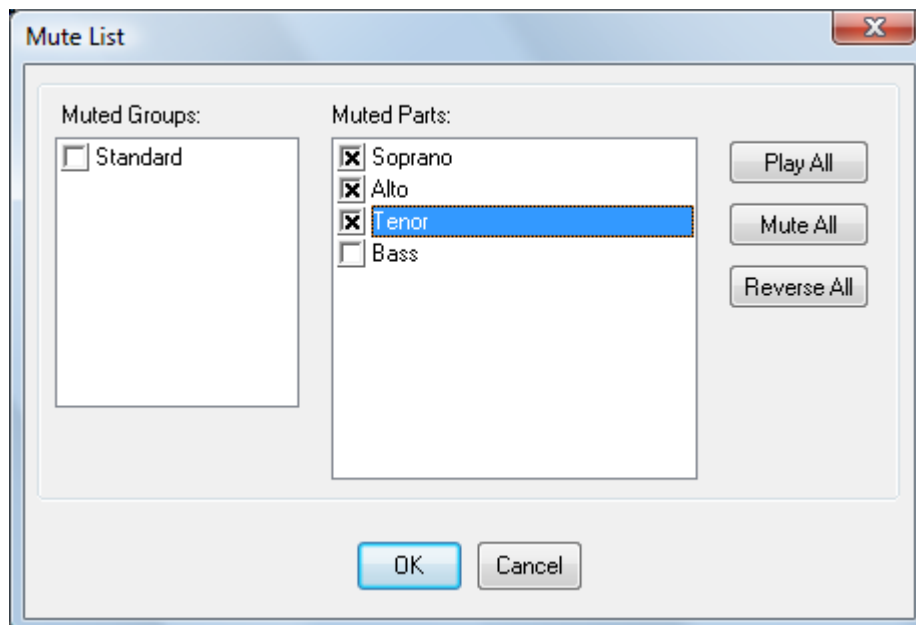 Mute List
Muted Groups:
Standard
Muted Parts:
Soprano
Alto
Tenor
Bass
Play All
Mute All
Reverse All
OK
Cancel